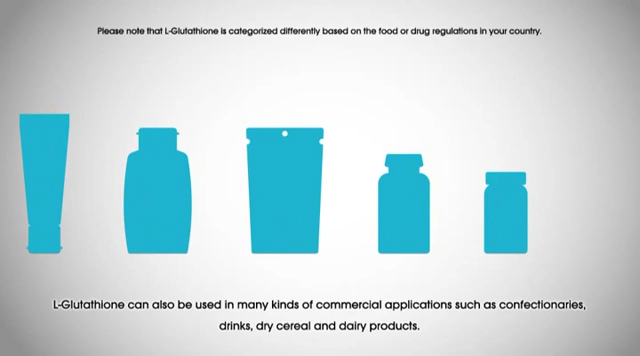 Please note that L-Glutathione is categorized differently based on the food or drug regulations in your country.
L-Glutathione can also be used in many kinds of commercial applications such as confectionaries,
drinks, dry cereal and dairy products.